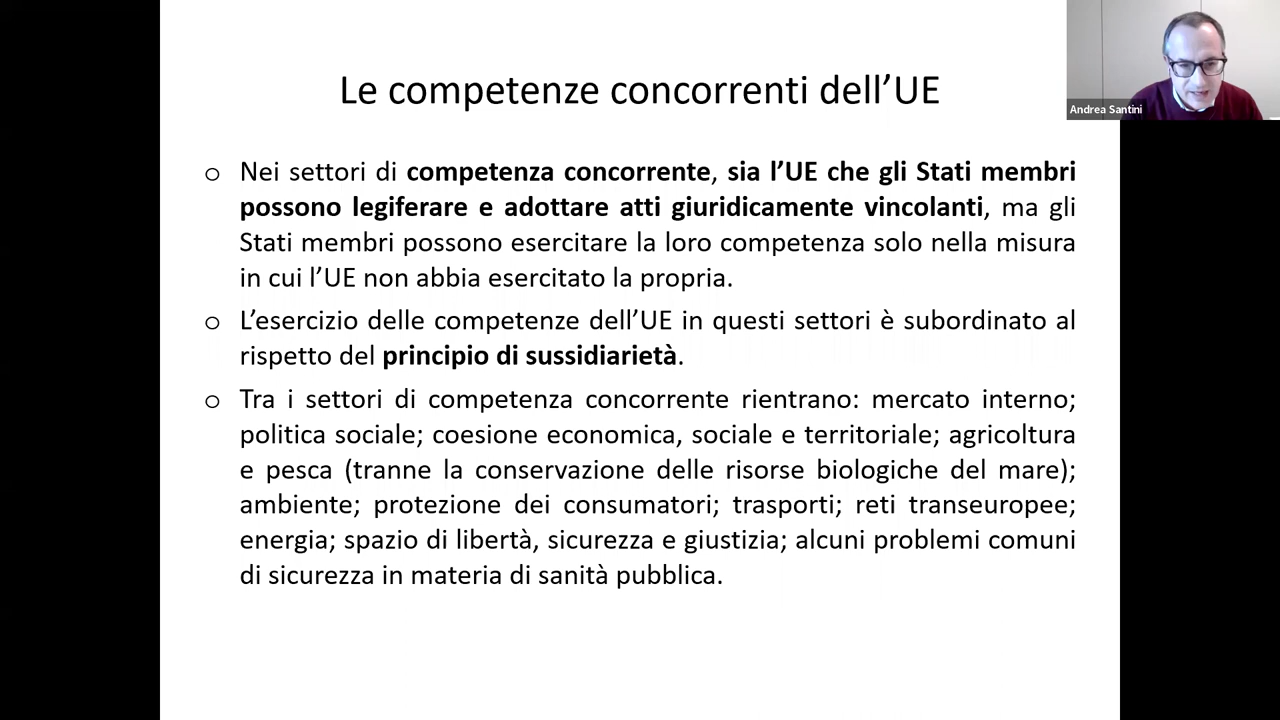 Le competenze concorrenti dell’UE
Andrea Santini
o Nei settori di competenza concorrente, sia l’UE che gli Stati membri
possono legiferare e adottare atti giuridicamente vincolanti, ma gli
Stati membri possono esercitare la loro competenza solo nella misura
in cui l’UE non abbia esercitato la propria.
o L’esercizio delle competenze dell’UE in questi settori è subordinato al
rispetto del principio di sussidiarietà.
o Tra i settori di competenza concorrente rientrano: mercato interno;
politica sociale; coesione economica, sociale e territoriale; agricoltura
e pesca (tranne la conservazione delle risorse biologiche del mare);
ambiente; protezione dei consumatori; trasporti; reti transeuropee;
energia; spazio di libertà, sicurezza e giustizia; alcuni problemi comuni
di sicurezza in materia di sanità pubblica.